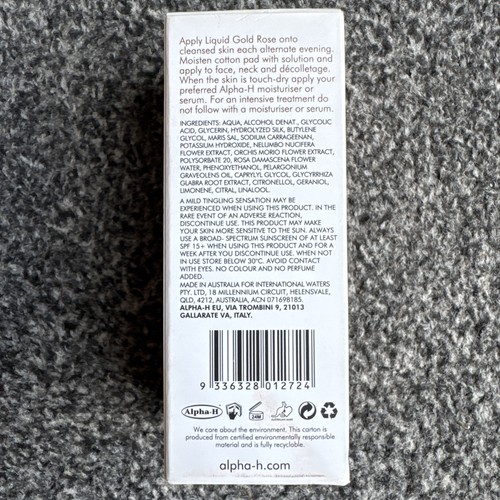 Apply Liquid Gold Rose onto
cleansed skin each alternate evening.
Moisten cotton pad with solution and
apply to face, neck and décolletage.
When the skin is touch-dry apply your
preferred Alpha-H moisturiser or
serum. For an intensive treatment do
not follow with a moisturiser or serum.
INGREDIENTS: AQUA, ALCOHOL DENAT., GLYCOLIC
ACID, GLYCERIN, HYDROLYZED SILK, BUTYLENE
GLYCOL, MARIS SAL, SODIUM CARRAGEENAN,
POTASSIUM HYDROXIDE, NELUMBO NUCIFERA
FLOWER EXTRACT, ORCHIS MORIO FLOWER EXTRACT,
POLYSORBATE 20, ROSA DAMASCENA FLOWER
WATER, PHENOXYETHANOL, PELARGONIUM
GRAVEOLENS OIL, CAPRYLYL GLYCOL, GLYCYRRHIZA
GLABRA ROOT EXTRACT, CITRONELLOL, GERANIOL,
LIMONENE, CITRAL, LINALOOL.
A MILD TINGLING SENSATION MAY BE
EXPERIENCED WHEN USING THIS PRODUCT. IN THE
RARE EVENT OF AN ADVERSE REACTION,
DISCONTINUE USE. THIS PRODUCT MAY MAKE
YOUR SKIN MORE SENSITIVE TO THE SUN. ALWAYS
USE A BROAD- SPECTRUM SUNSCREEN OF AT LEAST
SPF 15+ WHEN USING THIS PRODUCT AND FOR A
WEEK AFTER YOU DISCONTINUE USE. WHEN NOT
IN USE STORE BELOW 30°C. AVOID CONTACT
WITH EYES. NO COLOUR AND NO PERFUME
ADDED.
MADE IN AUSTRALIA FOR INTERNATIONAL WATERS
PTY. LTD, 18 MILLENNIUM CIRCUIT, HELENSVALE,
QLD, 4212, AUSTRALIA, ACN 071698185.
ALPHA-H EU, VIA TROMBINI 9, 21013
GALLARATE VA, ITALY.
9 336328 012724
Alpha-H
24M
We care about the environment. This carton is
produced from certified environmentally responsible
material and is fully recyclable.
alpha-h.com